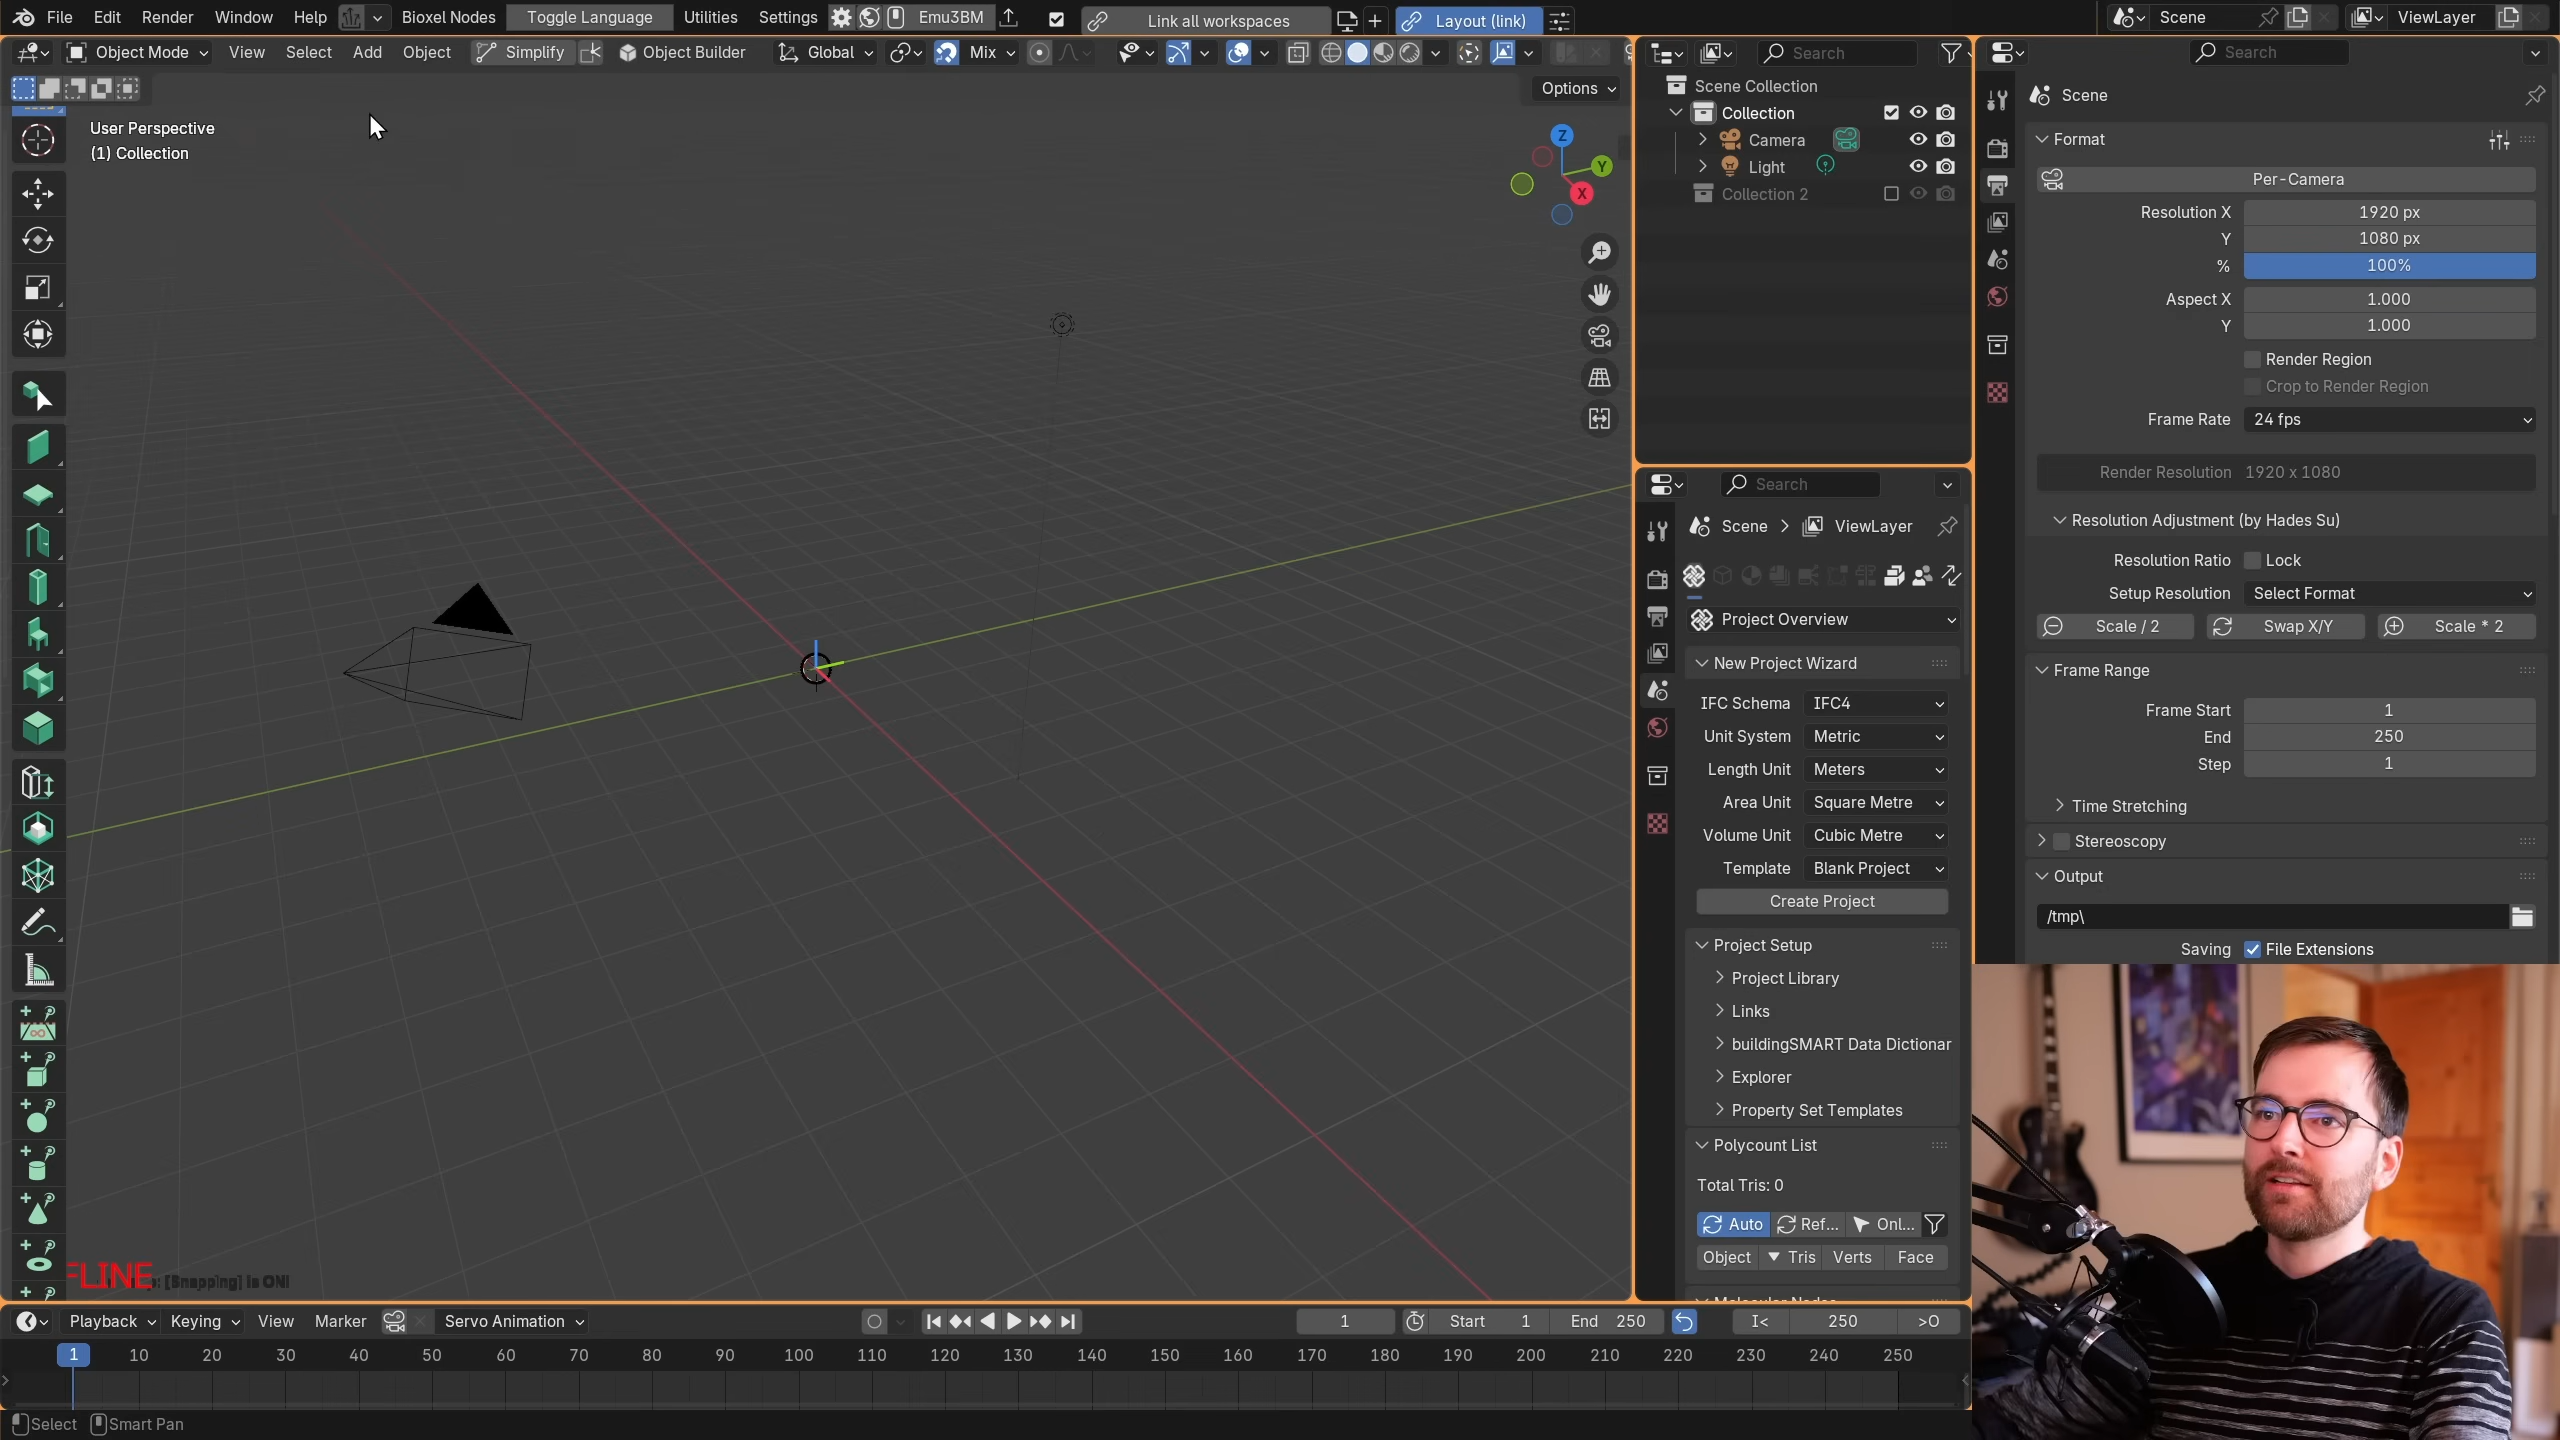 File Edit Render Window Help Bioxel Nodes Toggle Language Utilities Settings Emu3BM Link all workspaces Layout (link) Scene ViewLayer
Object Mode View Select Add Object Simplify Object Builder Global Mix
Options
User Perspective
(1) Collection
Z
Y
X
FLINE
[Snapping] is ON!
Search
Scene Collection
Collection
Camera
Light
Collection 2
Search
Scene > ViewLayer
Project Overview
New Project Wizard
IFC Schema IFC4
Unit System Metric
Length Unit Meters
Area Unit Square Metre
Volume Unit Cubic Metre
Template Blank Project
Create Project
Project Setup
Project Library
Links
buildingSMART Data Dictionar
Explorer
Property Set Templates
Polycount List
Total Tris: 0
Auto Ref... Onl...
Object Tris Verts Face
Search
Scene
Format
Per-Camera
Resolution X 1920 px
Y 1080 px
% 100%
Aspect X 1.000
Y 1.000
Render Region
Crop to Render Region
Frame Rate 24 fps
Render Resolution 1920 x 1080
Resolution Adjustment (by Hades Su)
Resolution Ratio Lock
Setup Resolution Select Format
Scale / 2 Swap X/Y Scale * 2
Frame Range
Frame Start 1
End 250
Step 1
Time Stretching
Stereoscopy
Output
/tmp\
Saving File Extensions
Playback Keying View Marker Servo Animation 1 Start 1 End 250 I< 250 >O
1 10 20 30 40 50 60 70 80 90 100 110 120 130 140 150 160 170 180 190 200 210 220 230 240 250
Select Smart Pan